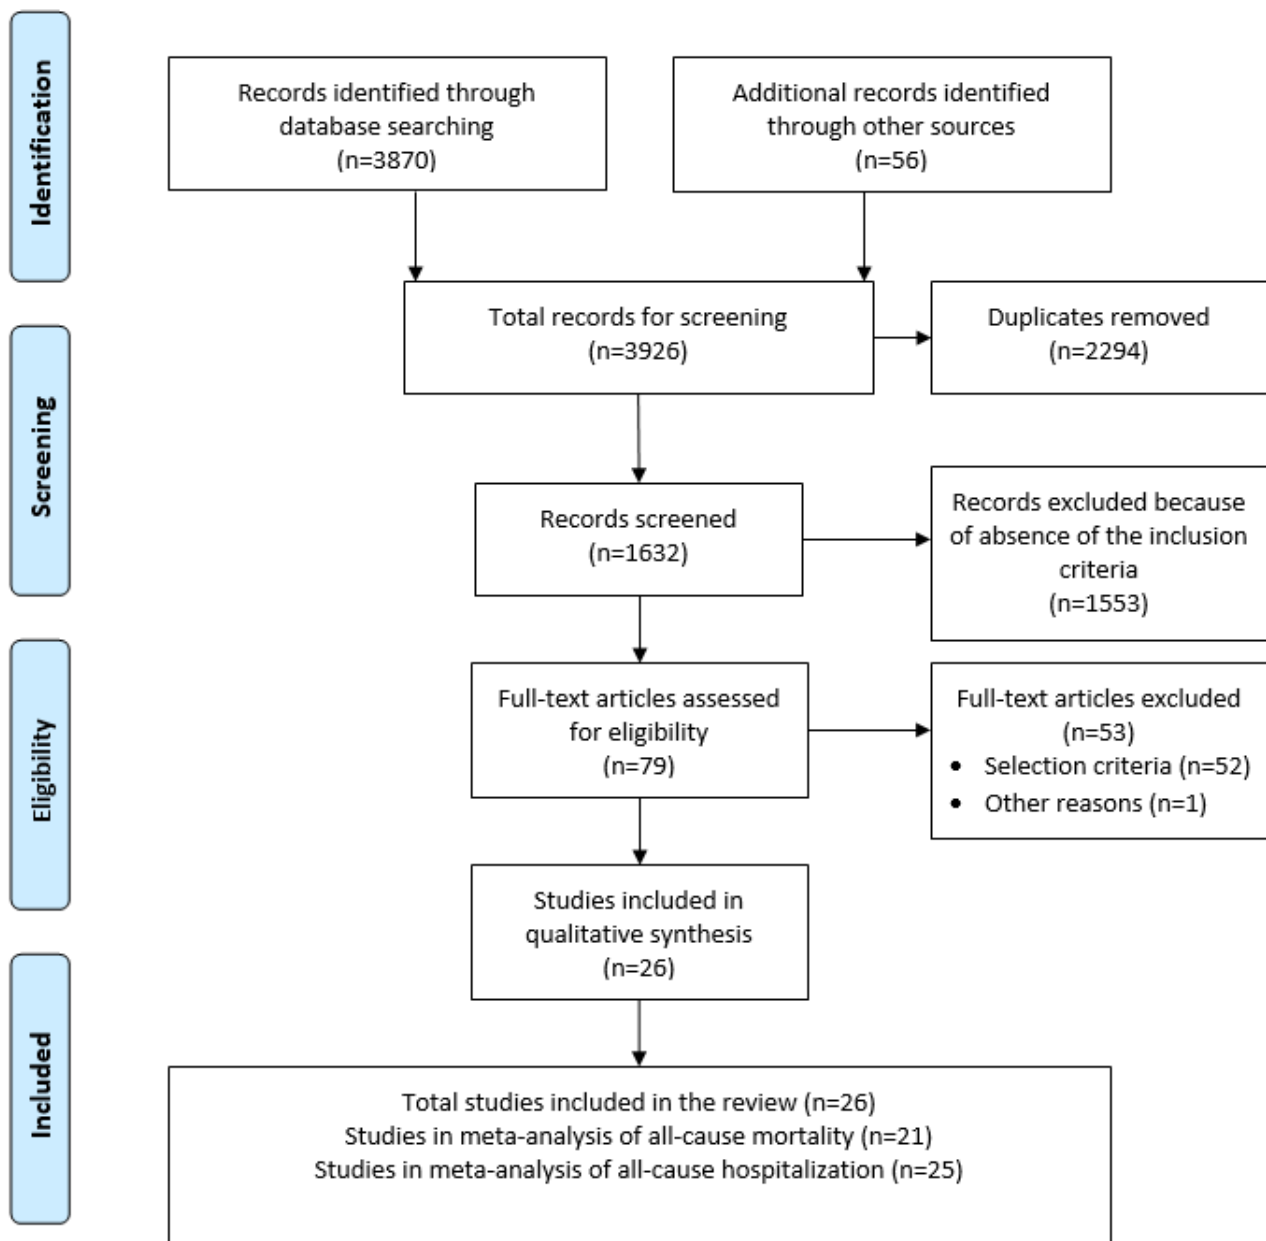 Identification
Records identified through
database searching
(n=3870)
Additional records identified
through other sources
(n=56)
Total records for screening
(n=3926)
Duplicates removed
(n=2294)
Screening
Records screened
(n=1632)
Records excluded because
of absence of the inclusion
criteria
(n=1553)
Eligibility
Full-text articles assessed
for eligibility
(n=79)
Full-text articles excluded
(n=53)
• Selection criteria (n=52)
• Other reasons (n=1)
Studies included in
qualitative synthesis
(n=26)
Included
Total studies included in the review (n=26)
Studies in meta-analysis of all-cause mortality (n=21)
Studies in meta-analysis of all-cause hospitalization (n=25)